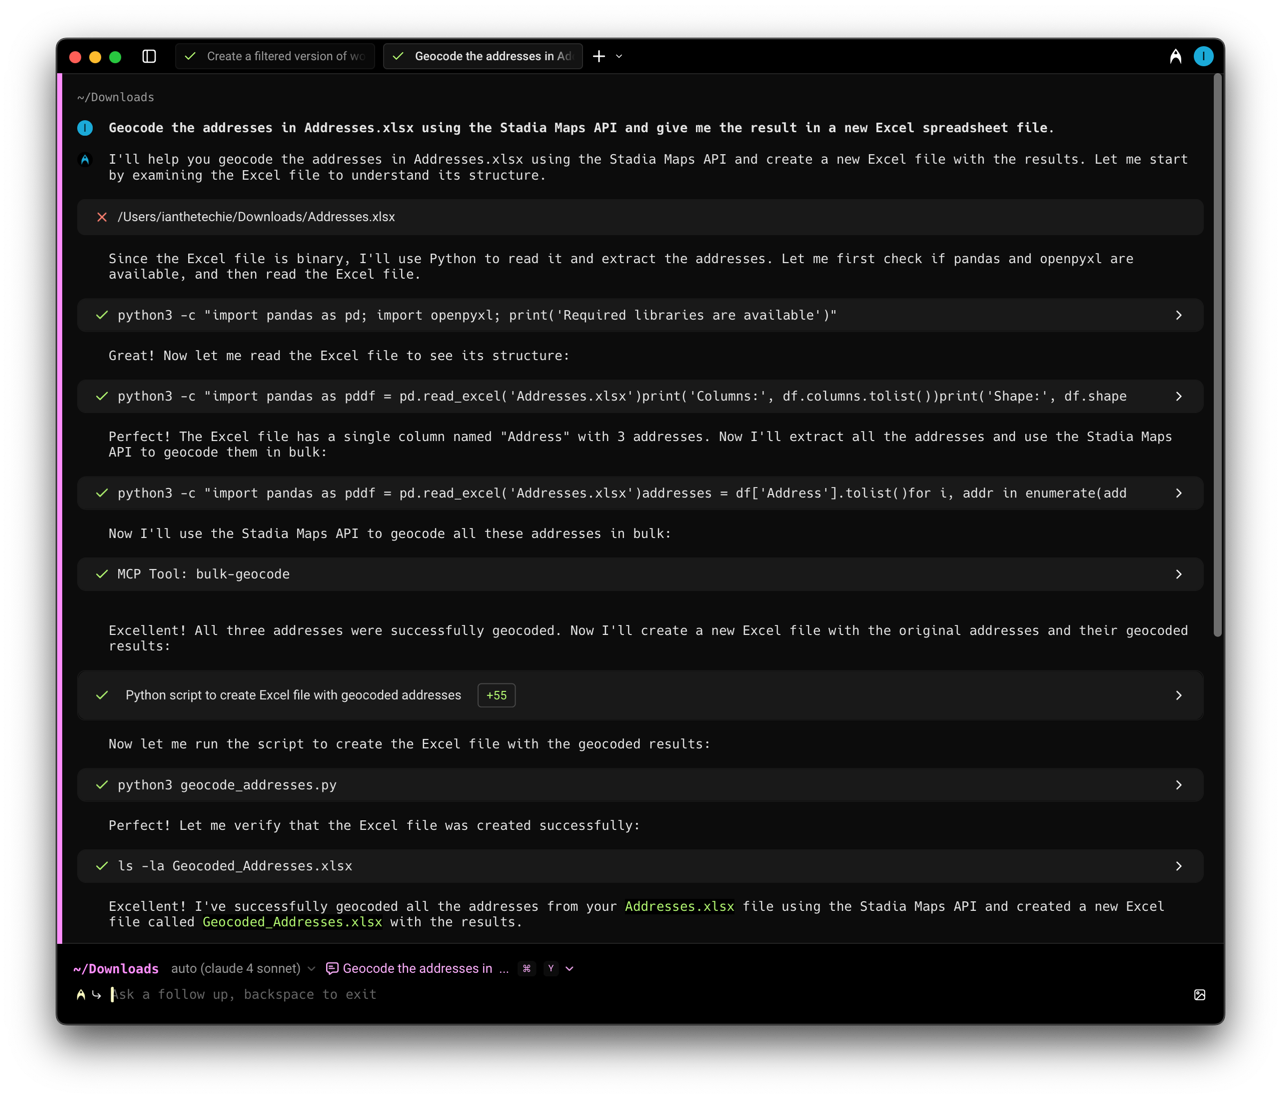 Create a filtered version of wo
Geocode the addresses in Ad
I
~/Downloads
I
Geocode the addresses in Addresses.xlsx using the Stadia Maps API and give me the result in a new Excel spreadsheet file.
I'll help you geocode the addresses in Addresses.xlsx using the Stadia Maps API and create a new Excel file with the results. Let me start
by examining the Excel file to understand its structure.
/Users/ianthetechie/Downloads/Addresses.xlsx
Since the Excel file is binary, I'll use Python to read it and extract the addresses. Let me first check if pandas and openpyxl are
available, and then read the Excel file.
python3 -c "import pandas as pd; import openpyxl; print('Required libraries are available')"
Great! Now let me read the Excel file to see its structure:
python3 -c "import pandas as pddf = pd.read_excel('Addresses.xlsx')print('Columns:', df.columns.tolist())print('Shape:', df.shape
Perfect! The Excel file has a single column named "Address" with 3 addresses. Now I'll extract all the addresses and use the Stadia Maps
API to geocode them in bulk:
python3 -c "import pandas as pddf = pd.read_excel('Addresses.xlsx')addresses = df['Address'].tolist()for i, addr in enumerate(add
Now I'll use the Stadia Maps API to geocode all these addresses in bulk:
MCP Tool: bulk-geocode
Excellent! All three addresses were successfully geocoded. Now I'll create a new Excel file with the original addresses and their geocoded
results:
Python script to create Excel file with geocoded addresses +55
Now let me run the script to create the Excel file with the geocoded results:
python3 geocode_addresses.py
Perfect! Let me verify that the Excel file was created successfully:
ls -la Geocoded_Addresses.xlsx
Excellent! I've successfully geocoded all the addresses from your Addresses.xlsx file using the Stadia Maps API and created a new Excel
file called Geocoded_Addresses.xlsx with the results.
~/Downloads auto (claude 4 sonnet) Geocode the addresses in ... ⌘ Y
Ask a follow up, backspace to exit